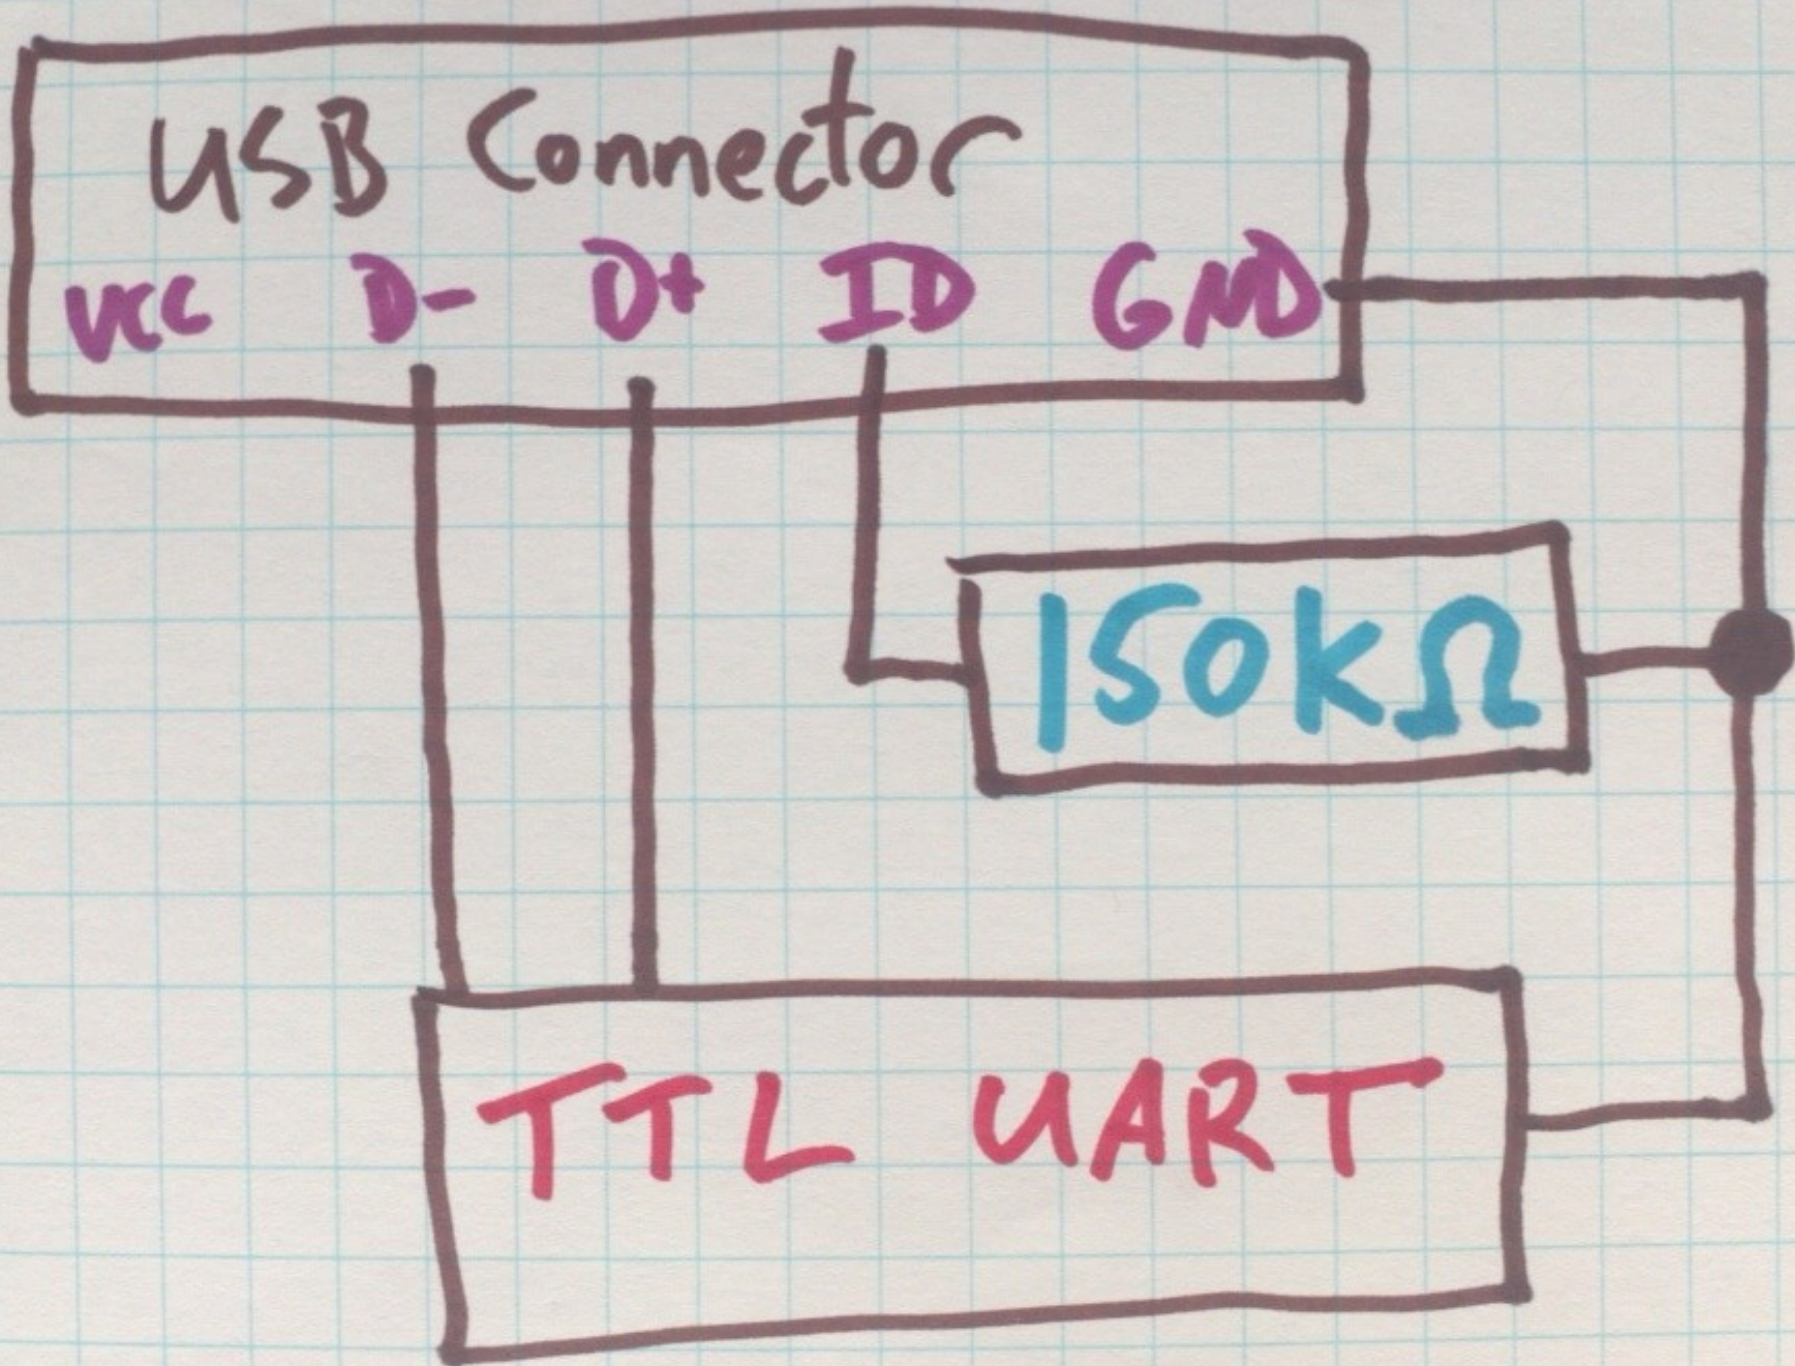 USB Connector
VCC D- D+ ID GND
150kΩ
TTL UART